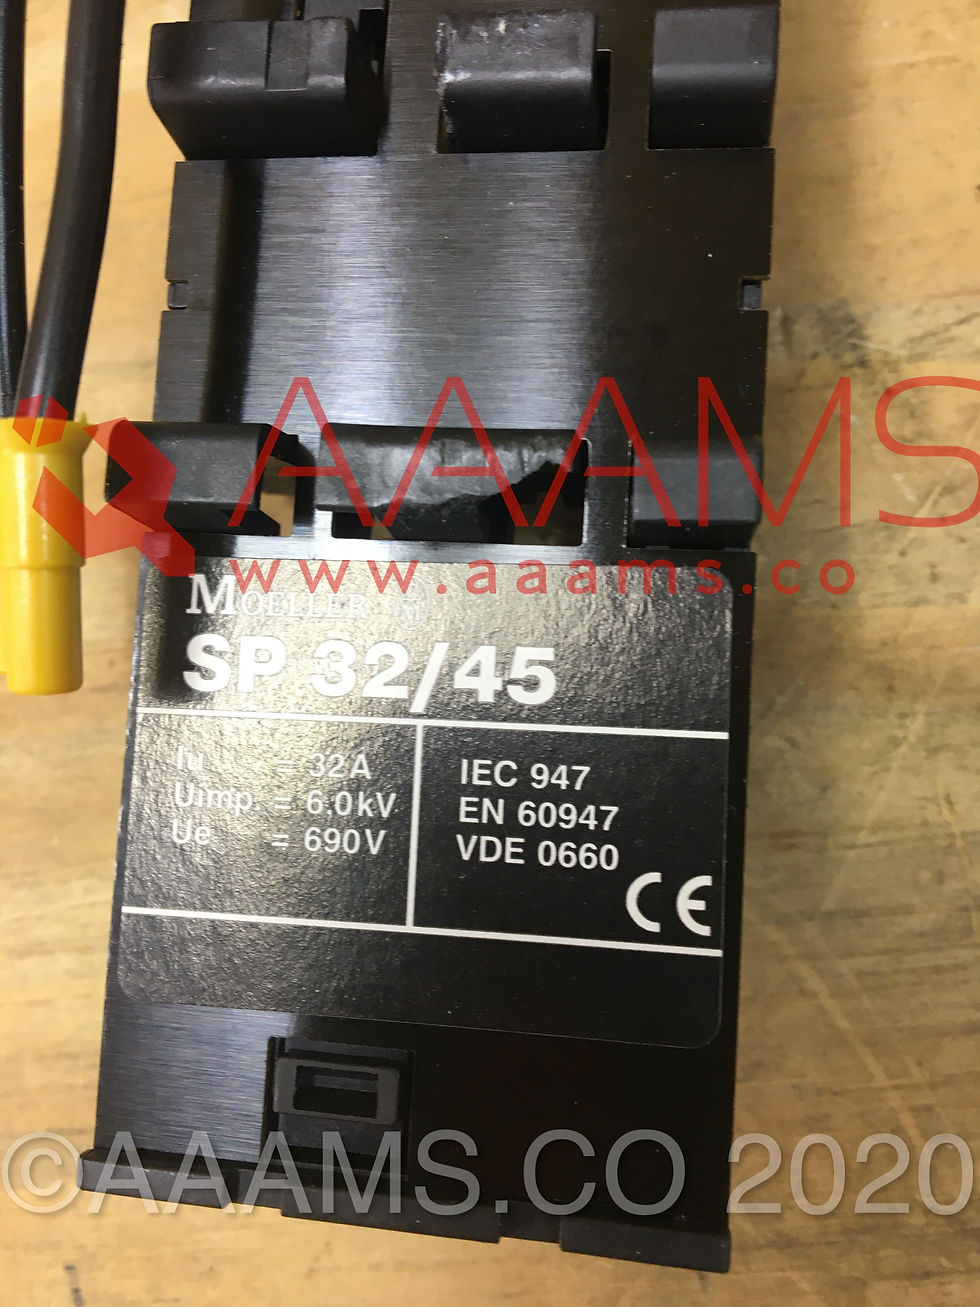 AAAMS
www.aaams.co
MOELLER
SP 32/45
Iu = 32A
Uimp = 6,0kV
Ue = 690V
IEC 947
EN 60947
VDE 0660
CE
©AAAMS.CO 2020